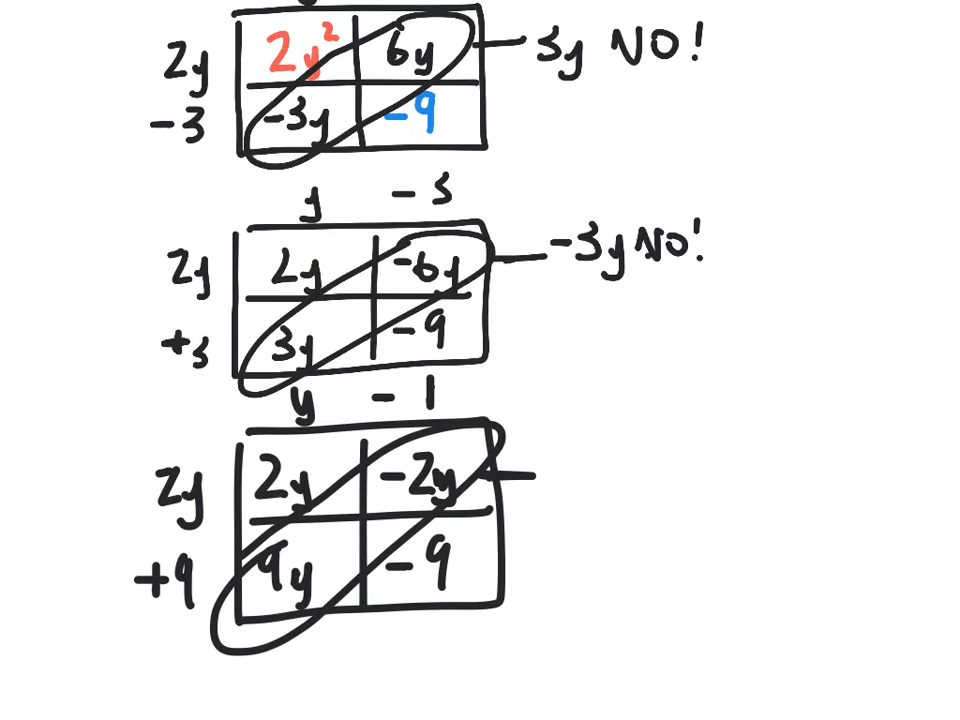 2y 2y² 6y 3y NO!
-3 -3y -9
y -3
2y 2y -6y -3y NO!
+3 3y -9
y -1
2y 2y -2y
+9 9y -9